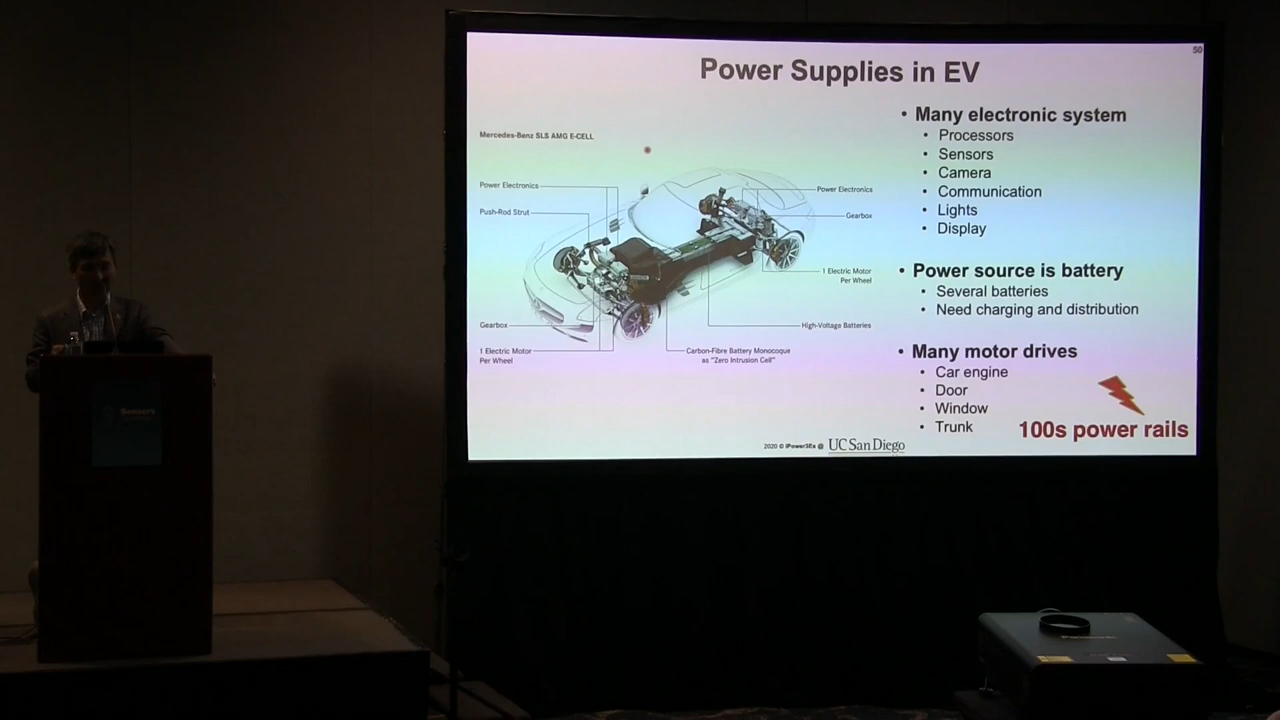 50
Power Supplies in EV
Mercedes-Benz SLS AMG E-CELL
Power Electronics
Push-Rod Strut
Gearbox
1 Electric Motor
Per Wheel
Power Electronics
Gearbox
1 Electric Motor
Per Wheel
High-Voltage Batteries
Carbon-Fibre Battery Monocoque
as "Zero Intrusion Cell"
• Many electronic system
• Processors
• Sensors
• Camera
• Communication
• Lights
• Display
• Power source is battery
• Several batteries
• Need charging and distribution
• Many motor drives
• Car engine
• Door
• Window
• Trunk
100s power rails
2020 © iPower3Es @ UC San Diego